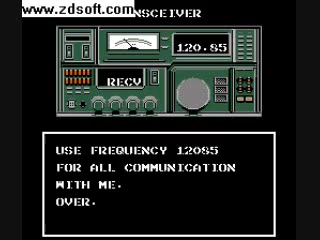 www.zdsoft.com
NSCEIVER
120.85
RECV
USE FREQUENCY 12085
FOR ALL COMMUNICATION
WITH ME.
OVER.